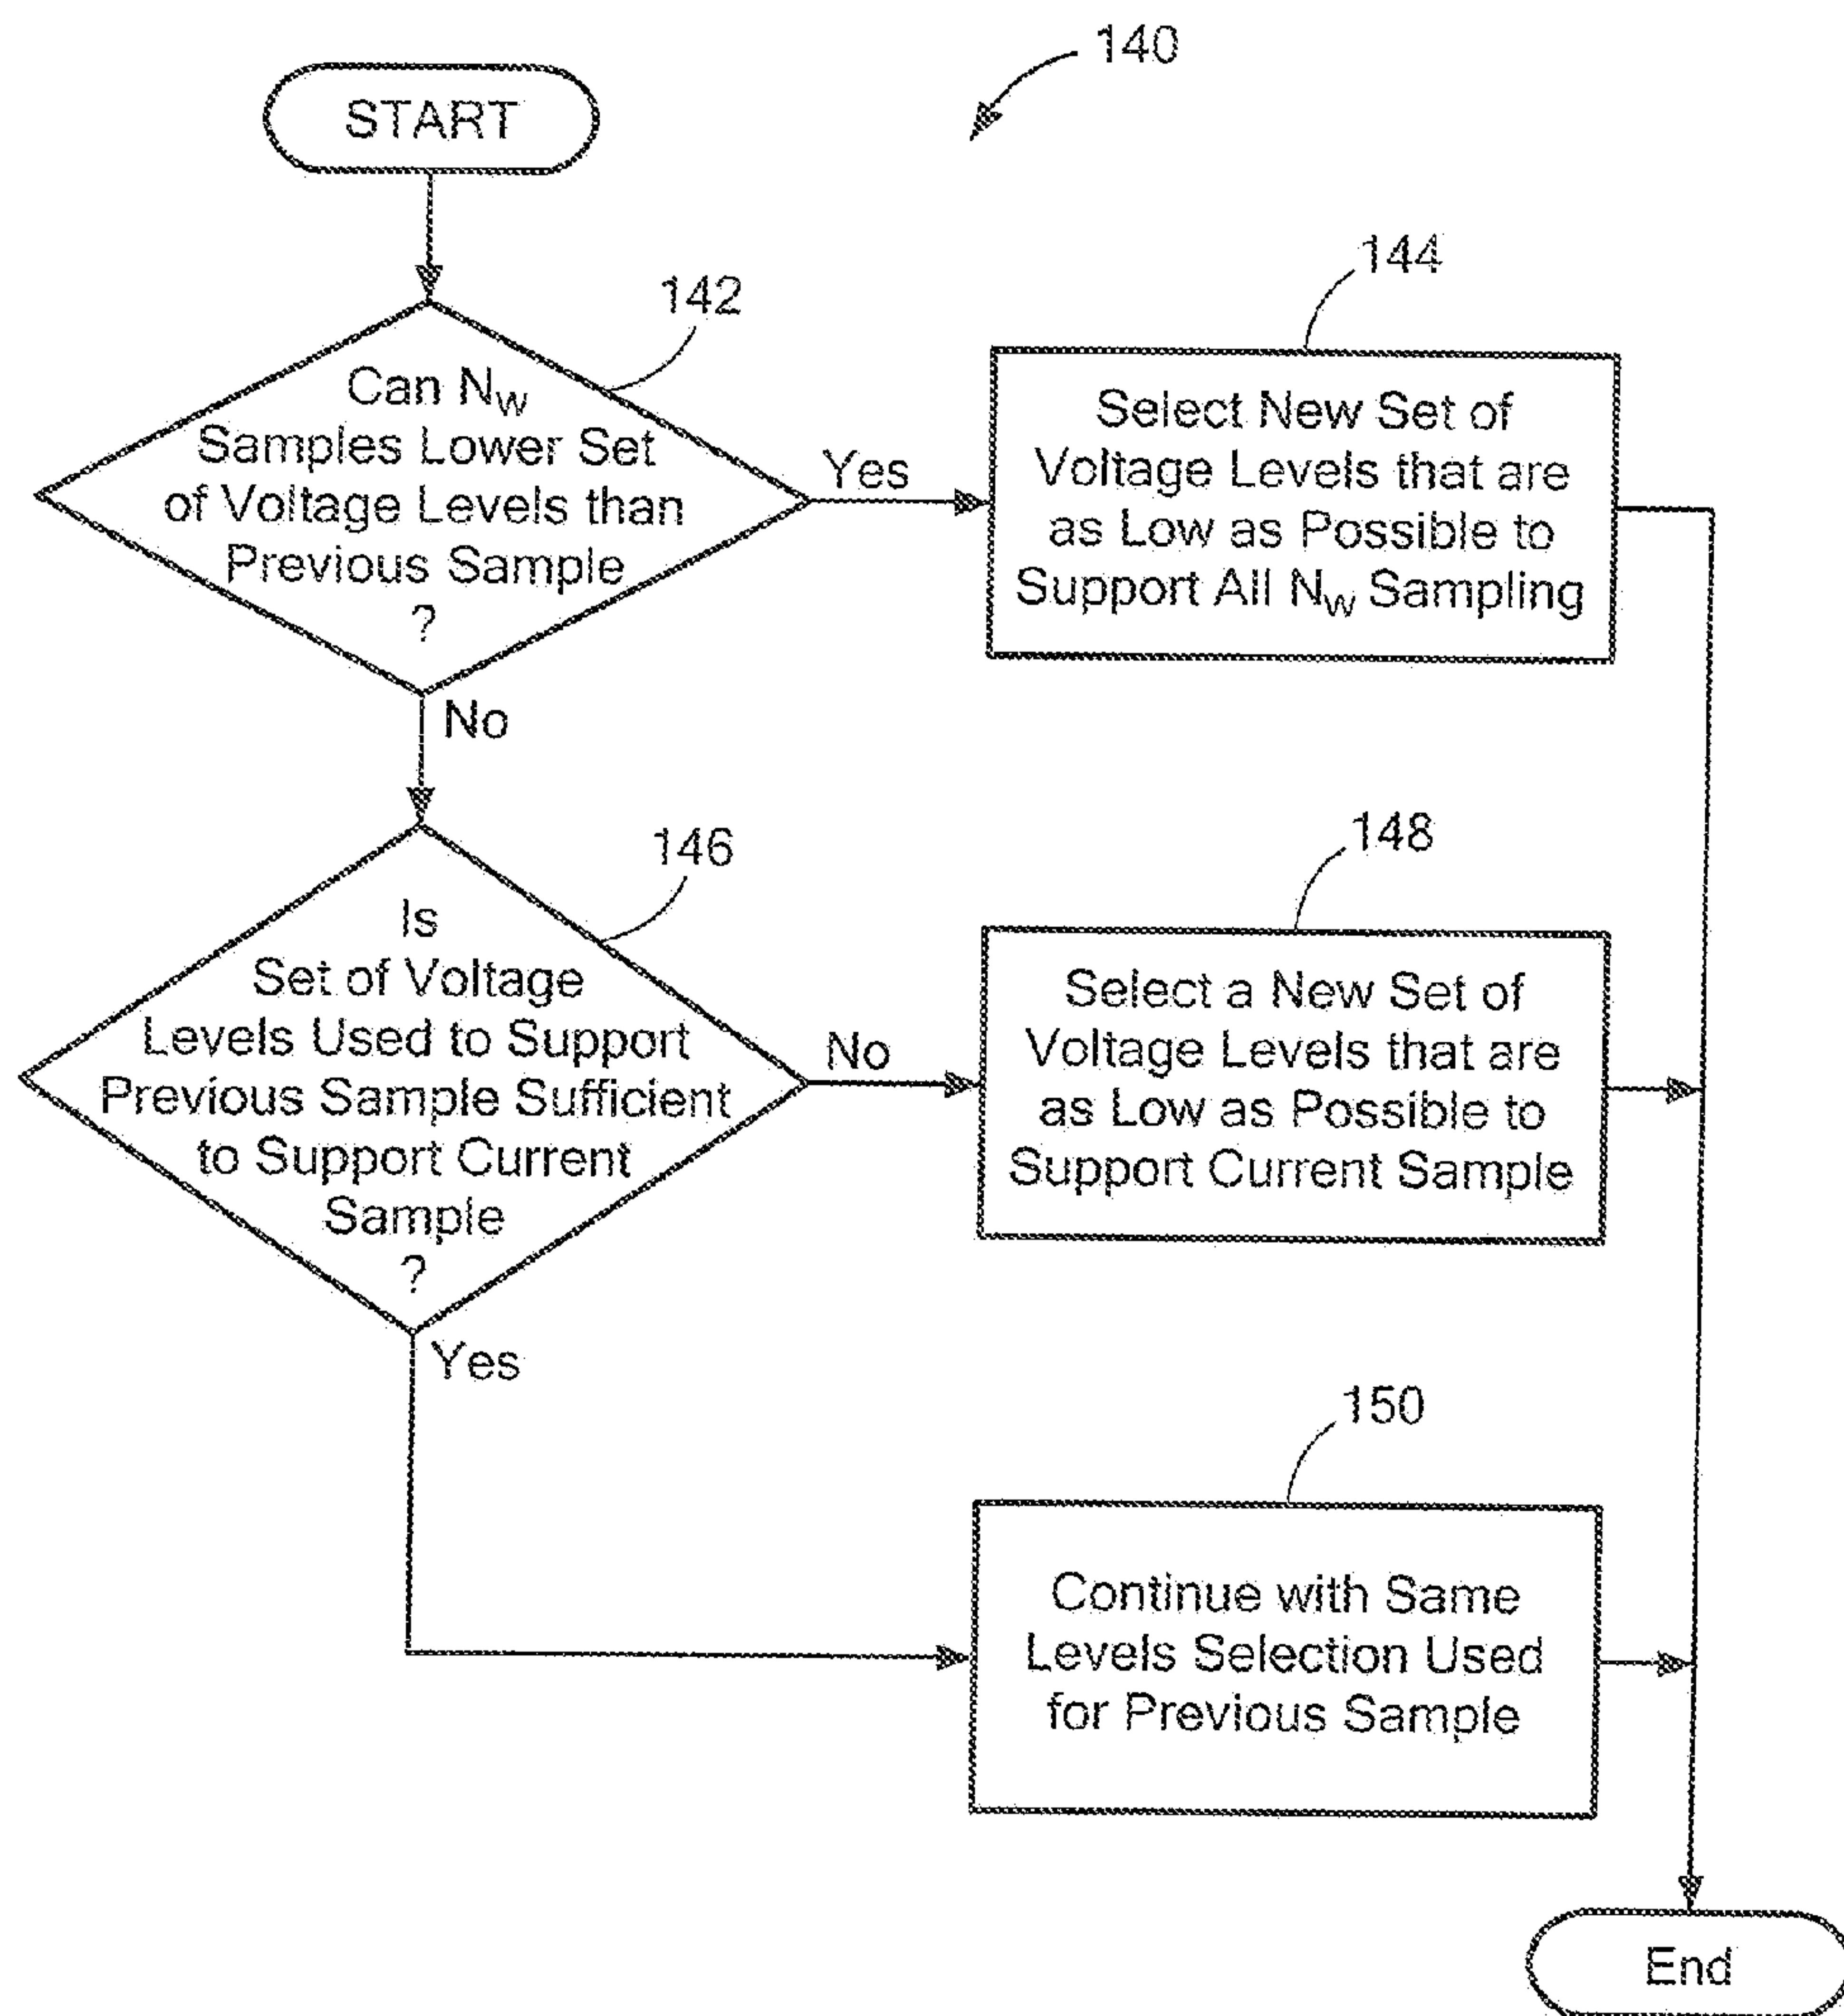 140
START
142
Can NW
Samples Lower Set
of Voltage Levels than
Previous Sample
?
Yes
No
144
Select New Set of
Voltage Levels that are
as Low as Possible to
Support All NW Sampling
146
Is
Set of Voltage
Levels Used to Support
Previous Sample Sufficient
to Support Current
Sample
?
No
Yes
148
Select a New Set of
Voltage Levels that are
as Low as Possible to
Support Current Sample
150
Continue with Same
Levels Selection Used
for Previous Sample
End